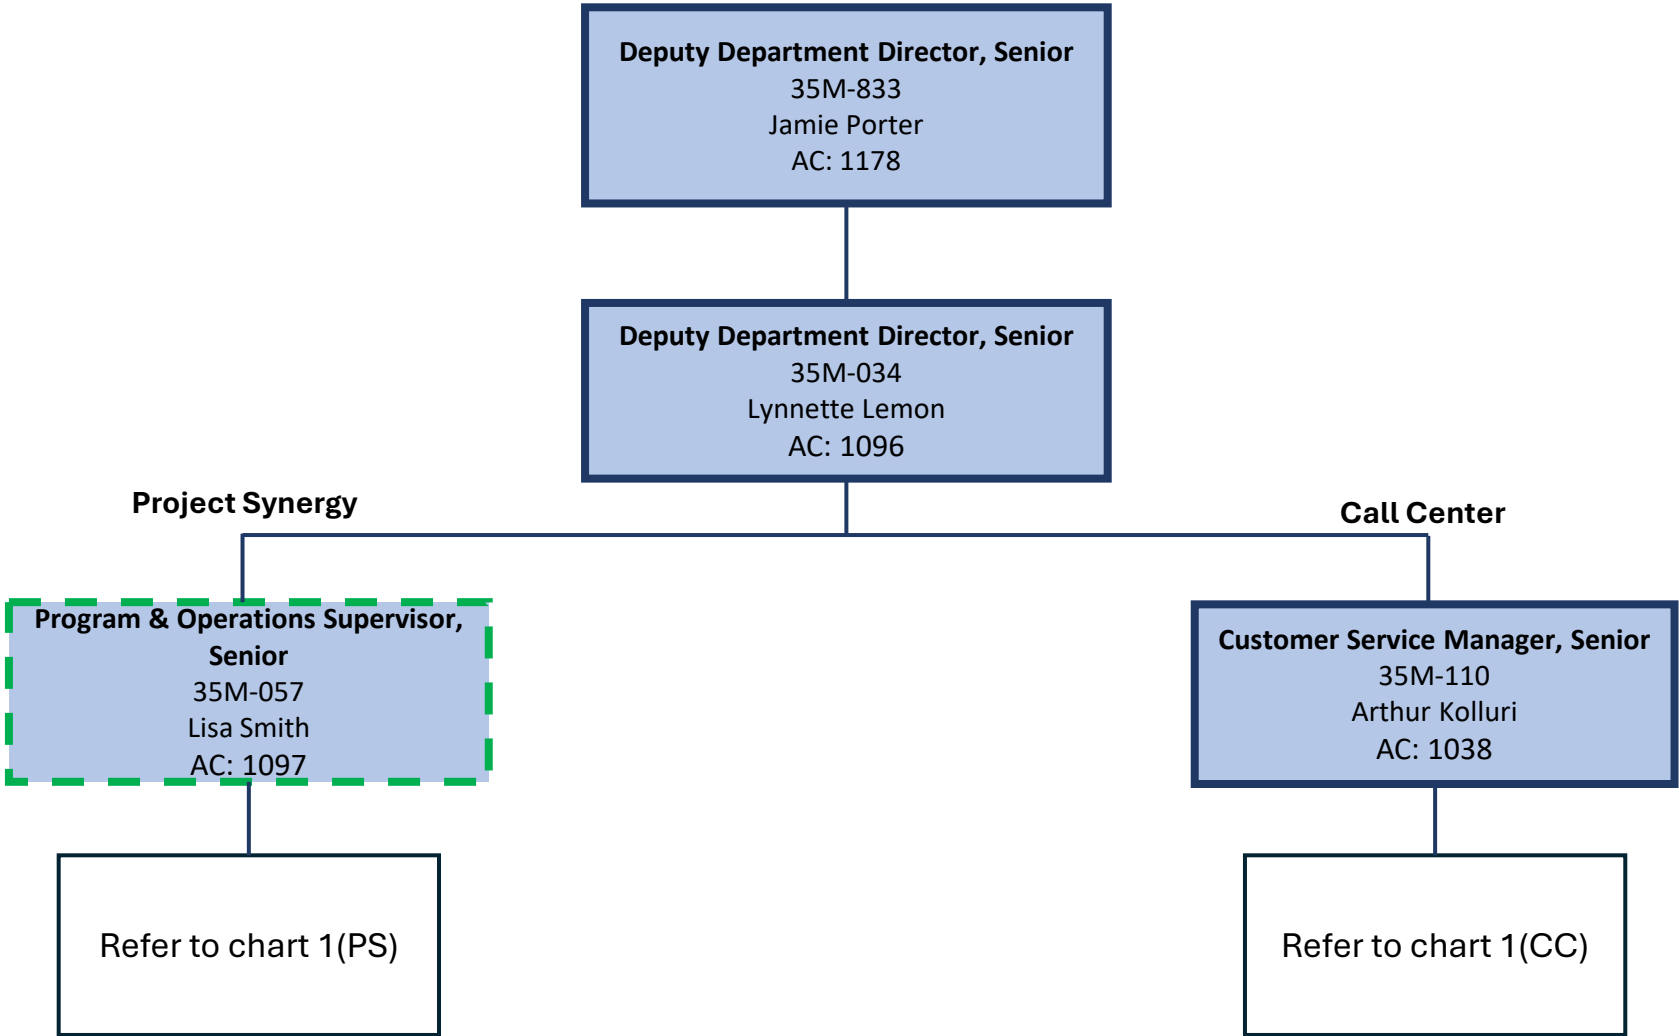 Deputy Department Director, Senior
35M-833
Jamie Porter
AC: 1178
Deputy Department Director, Senior
35M-034
Lynnette Lemon
AC: 1096
Project Synergy
Call Center
Program & Operations Supervisor,
Senior
35M-057
Lisa Smith
AC: 1097
Customer Service Manager, Senior
35M-110
Arthur Kolluri
AC: 1038
Refer to chart 1(PS)
Refer to chart 1(CC)